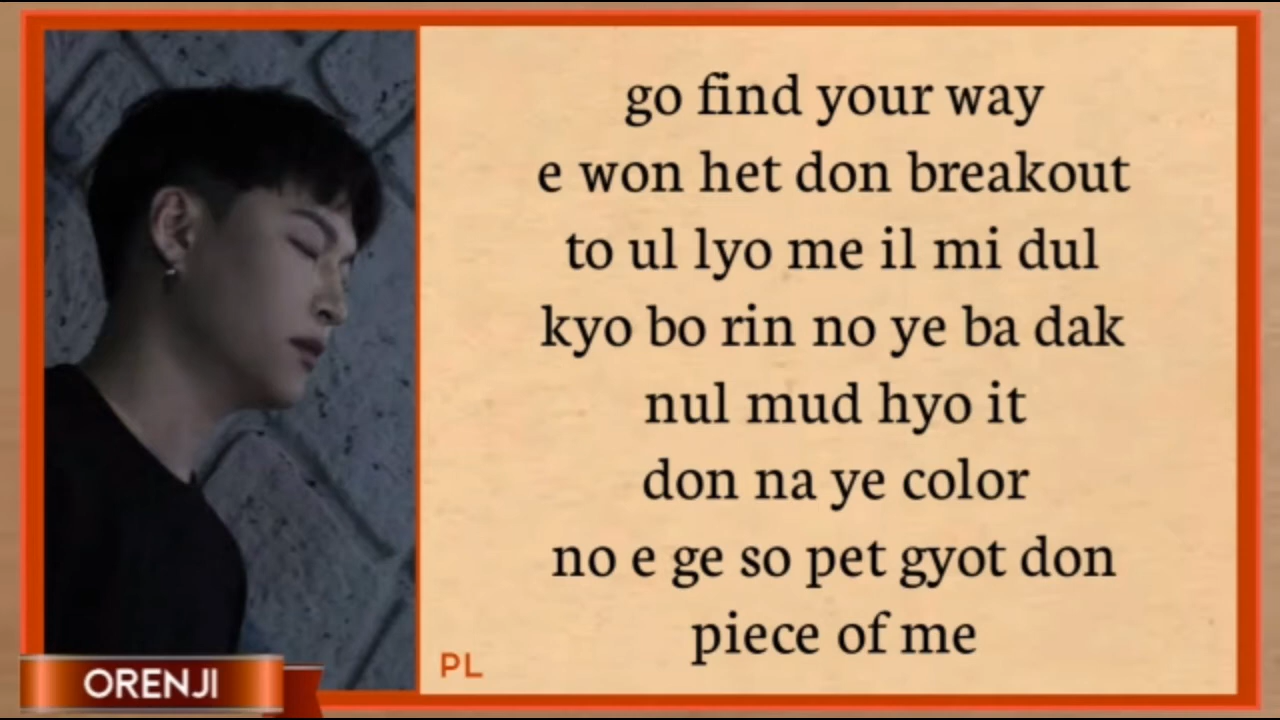 go find your way
e won het don breakout
to ul lyo me il mi dul
kyo bo rin no ye ba dak
nul mud hyo it
don na ye color
no e ge so pet gyot don
piece of me
PL
ORENJI